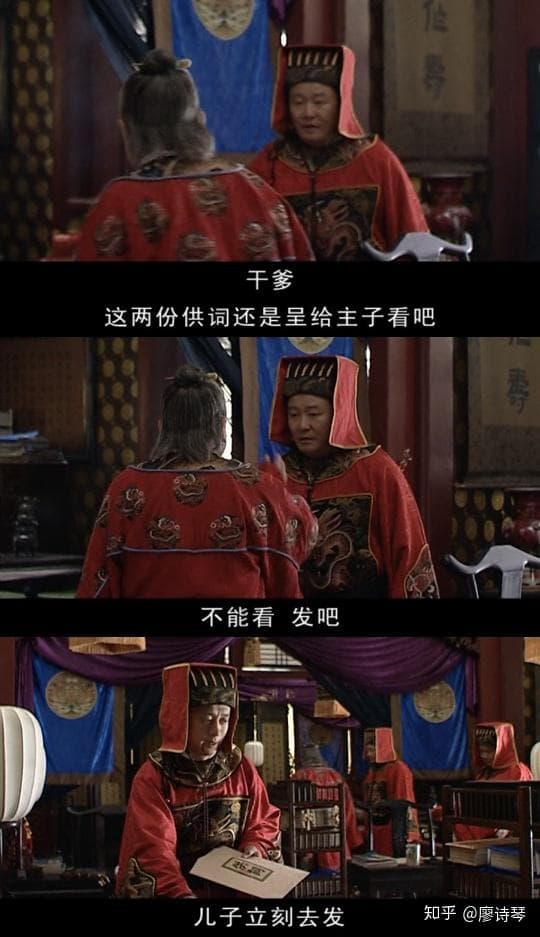 干爹
这两份供词还是呈给主子看吧
不能看 发吧
儿子立刻去发
知乎 @廖诗琴